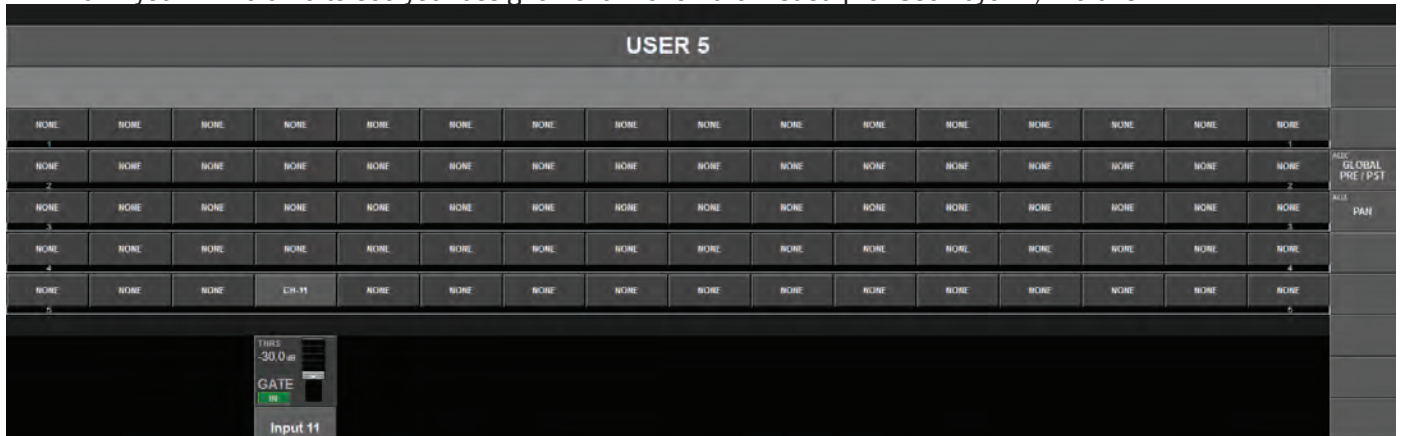 USER 5
NONE NONE NONE NONE NONE NONE NONE NONE NONE NONE NONE NONE NONE NONE NONE NONE
1 1
NONE NONE NONE NONE NONE NONE NONE NONE NONE NONE NONE NONE NONE NONE NONE NONE
2 2
AUX
GLOBAL
PRE / PST
NONE NONE NONE NONE NONE NONE NONE NONE NONE NONE NONE NONE NONE NONE NONE NONE
3 3
AUX
PAN
NONE NONE NONE NONE NONE NONE NONE NONE NONE NONE NONE NONE NONE NONE NONE NONE
4 4
NONE NONE NONE CH-11 NONE NONE NONE NONE NONE NONE NONE NONE NONE NONE NONE NONE
5 5
THRS
-30.0 dB
GATE
IN
Input 11